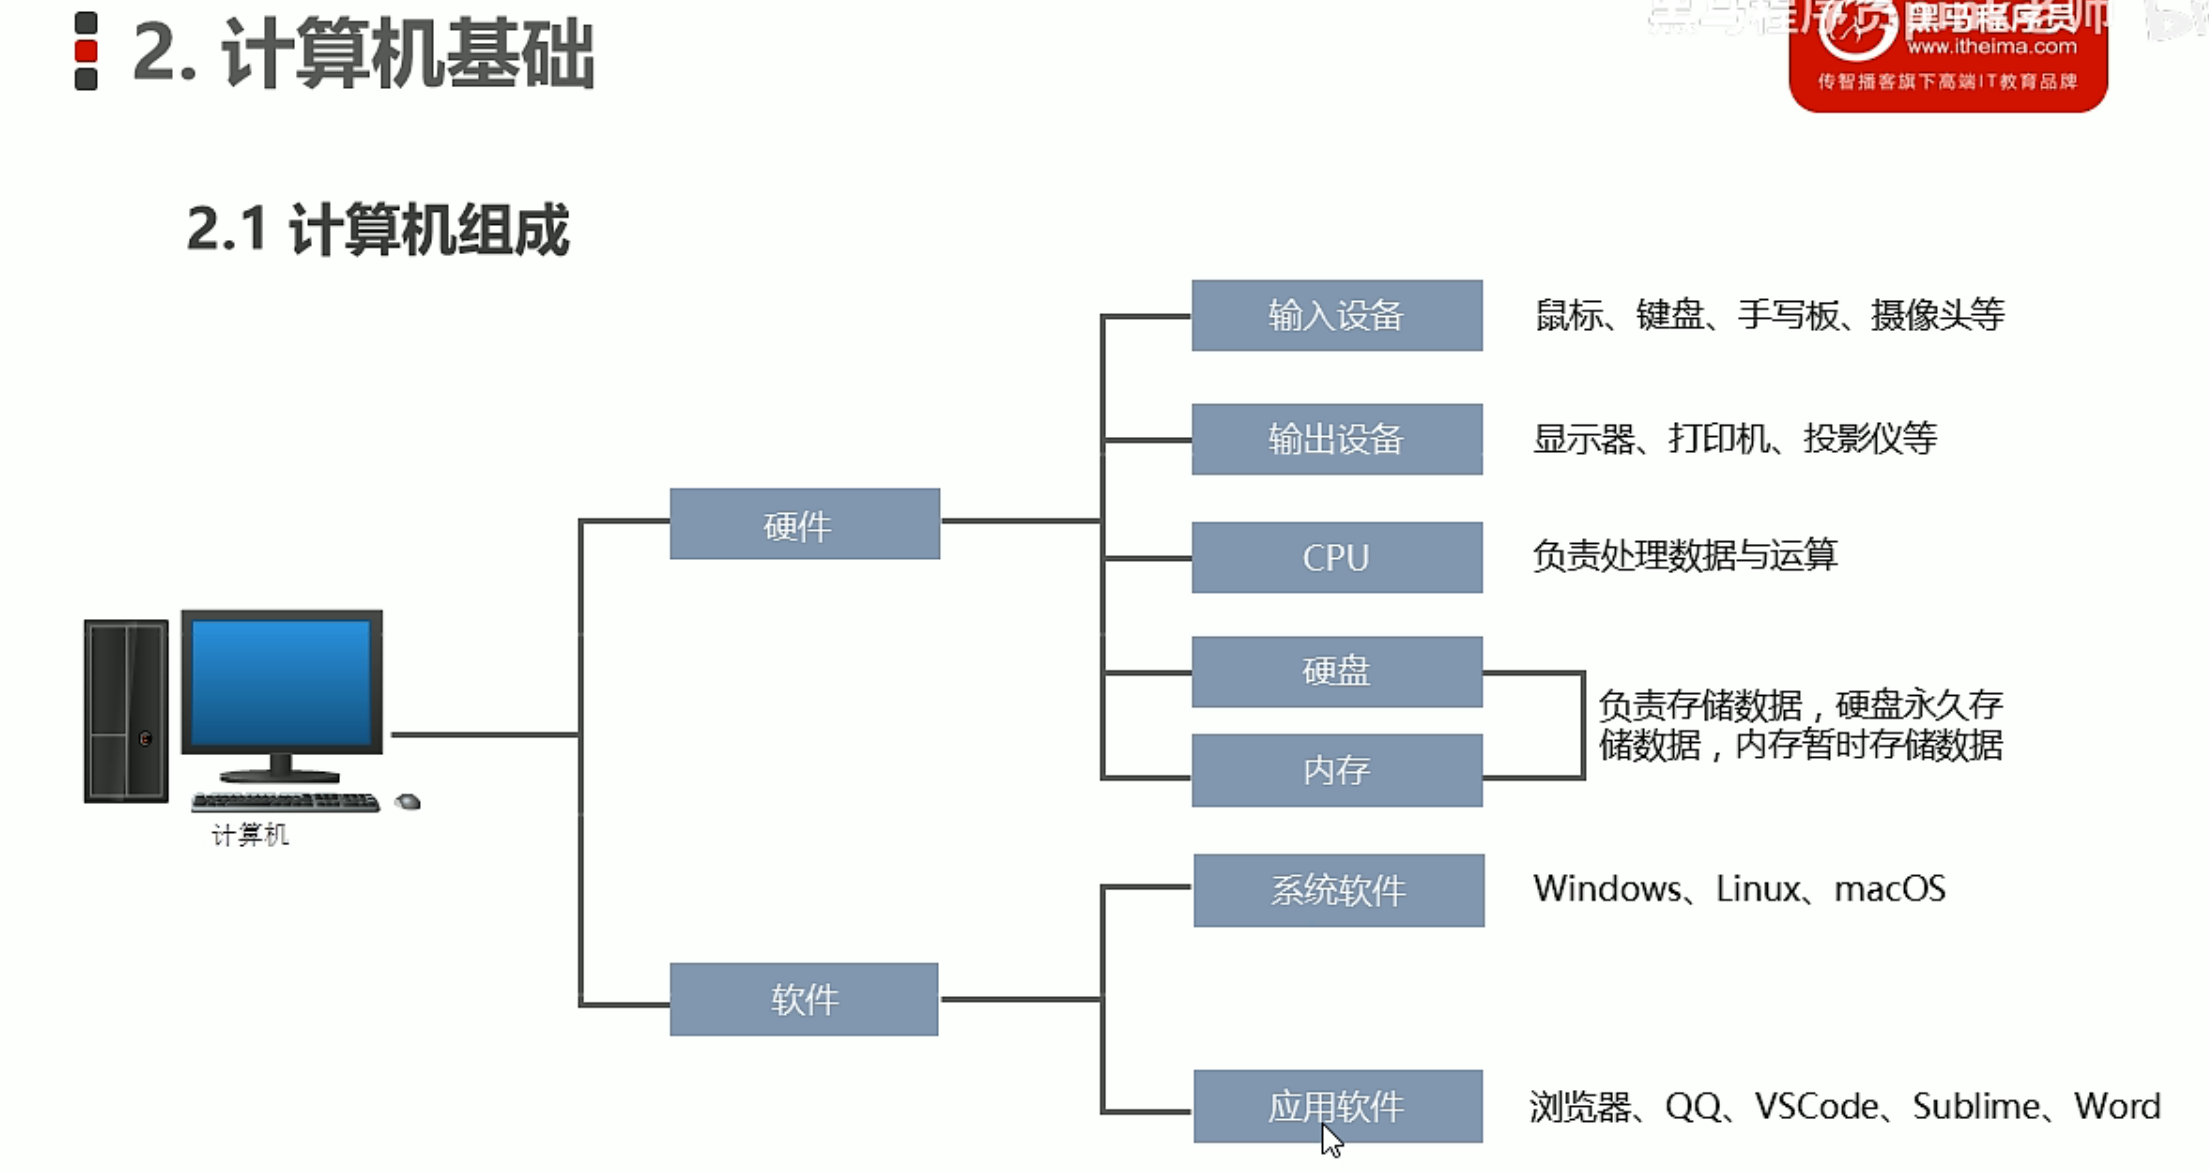 2. 计算机基础
黑马程序员
www.itheima.com
传智播客旗下高端IT教育品牌
2.1 计算机组成
输入设备 鼠标、键盘、手写板、摄像头等
输出设备 显示器、打印机、投影仪等
硬件
CPU 负责处理数据与运算
硬盘
负责存储数据，硬盘永久存
储数据，内存暂时存储数据
内存
计算机
系统软件 Windows、Linux、macOS
软件
应用软件 浏览器、QQ、VSCode、Sublime、Word